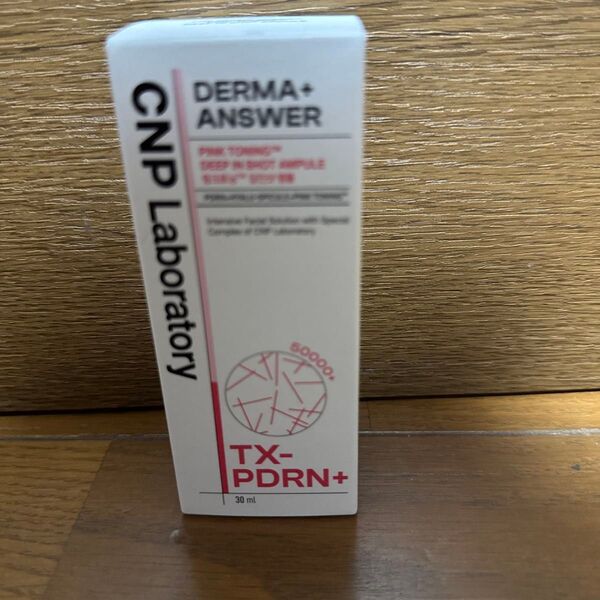 CNP Laboratory
DERMA+
ANSWER
PINK TONING™
DEEP IN SHOT AMPULE
Intensive Facial Solution with Special
Complex of CNP Laboratory
50000+
TX-
PDRN+
30 ml